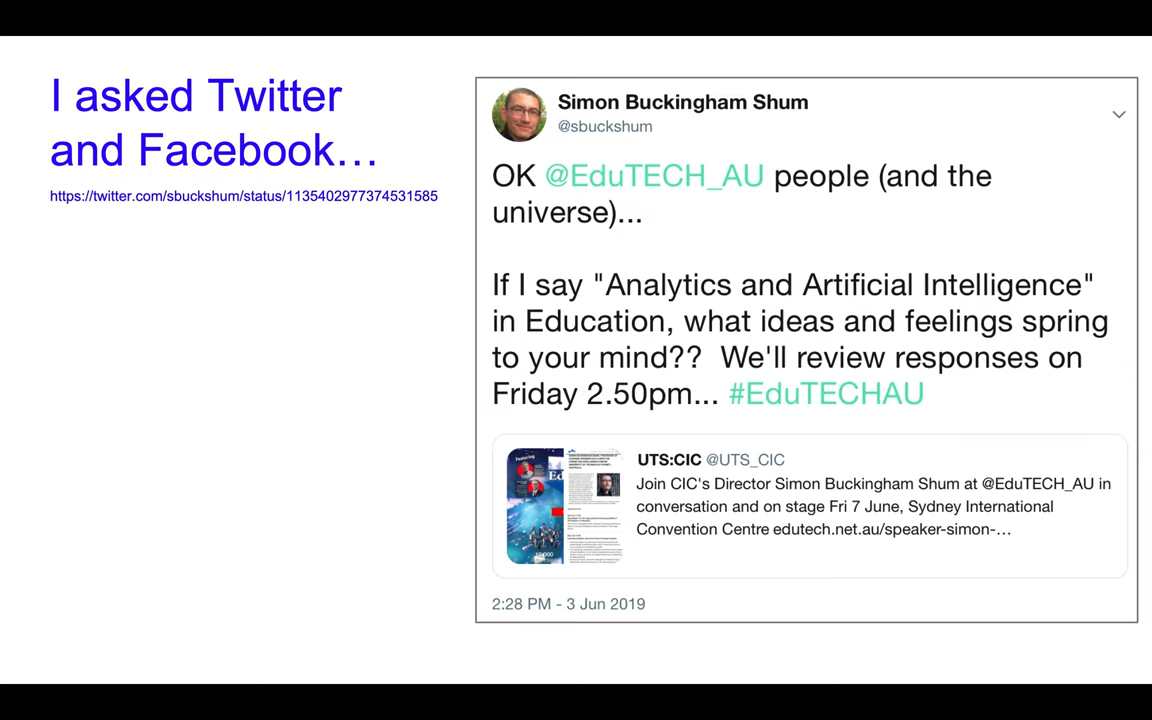 I asked Twitter
and Facebook…
https://twitter.com/sbuckshum/status/1135402977374531585
Simon Buckingham Shum
@sbuckshum
OK @EduTECH_AU people (and the
universe)...
If I say "Analytics and Artificial Intelligence"
in Education, what ideas and feelings spring
to your mind??  We'll review responses on
Friday 2.50pm... #EduTECHAU
Featuring
UTS:CIC @UTS_CIC
Join CIC's Director Simon Buckingham Shum at @EduTECH_AU in
conversation and on stage Fri 7 June, Sydney International
Convention Centre edutech.net.au/speaker-simon-…
2:28 PM - 3 Jun 2019